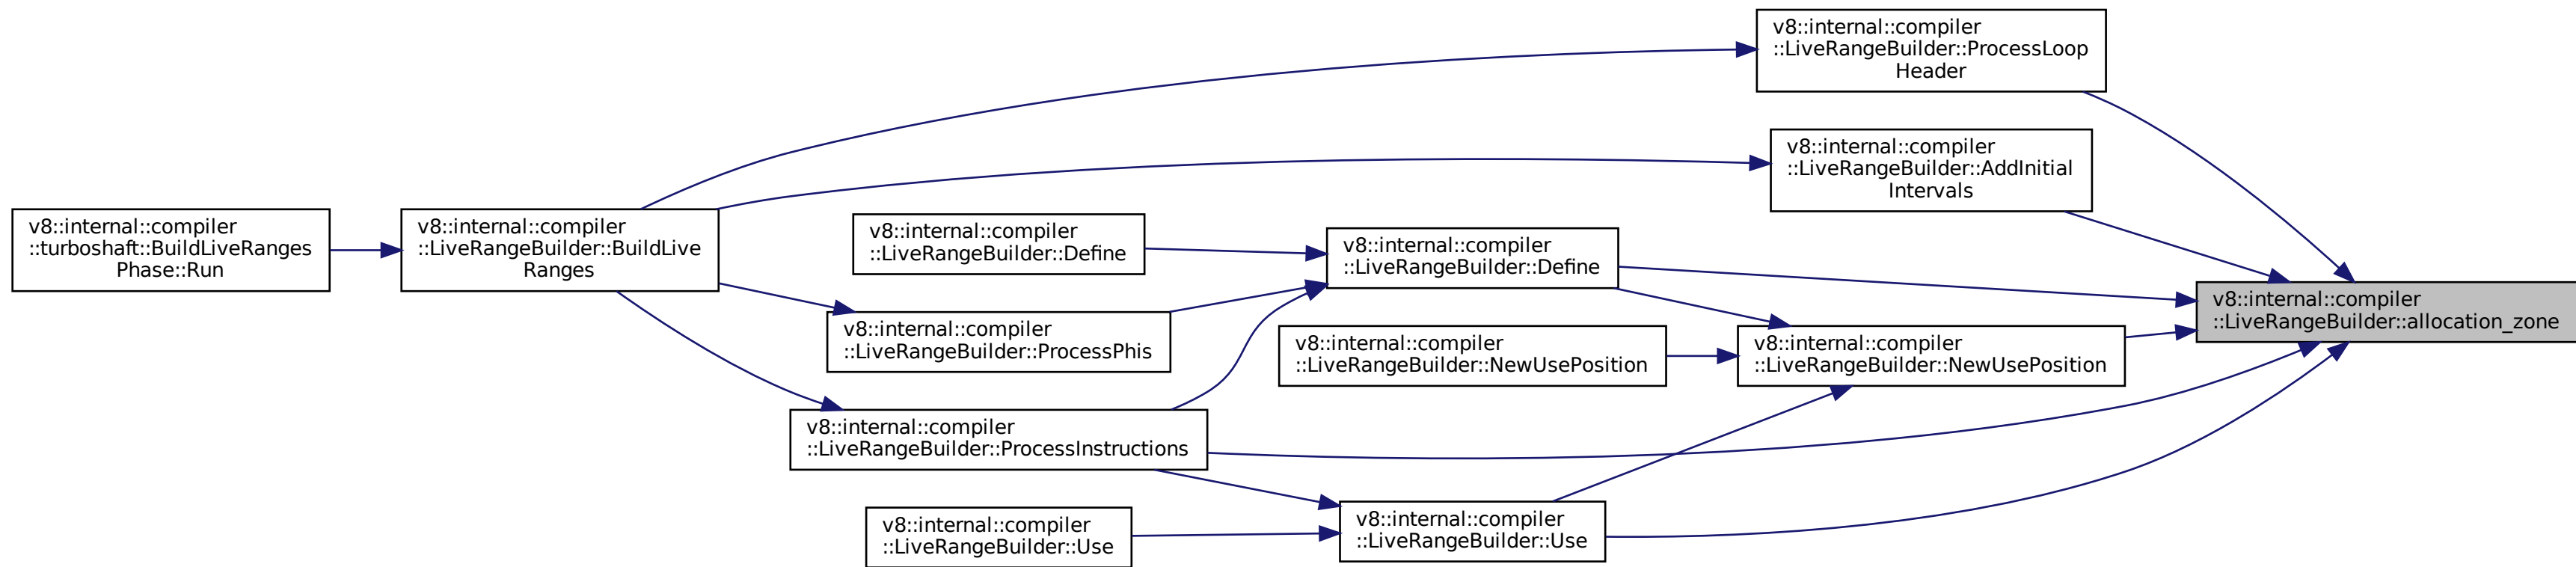 v8::internal::compiler
::LiveRangeBuilder::ProcessLoop
Header
v8::internal::compiler
::LiveRangeBuilder::AddInitial
Intervals
v8::internal::compiler
::turboshaft::BuildLiveRanges
Phase::Run
v8::internal::compiler
::LiveRangeBuilder::BuildLive
Ranges
v8::internal::compiler
::LiveRangeBuilder::Define
v8::internal::compiler
::LiveRangeBuilder::Define
v8::internal::compiler
::LiveRangeBuilder::allocation_zone
v8::internal::compiler
::LiveRangeBuilder::ProcessPhis
v8::internal::compiler
::LiveRangeBuilder::NewUsePosition
v8::internal::compiler
::LiveRangeBuilder::NewUsePosition
v8::internal::compiler
::LiveRangeBuilder::ProcessInstructions
v8::internal::compiler
::LiveRangeBuilder::Use
v8::internal::compiler
::LiveRangeBuilder::Use